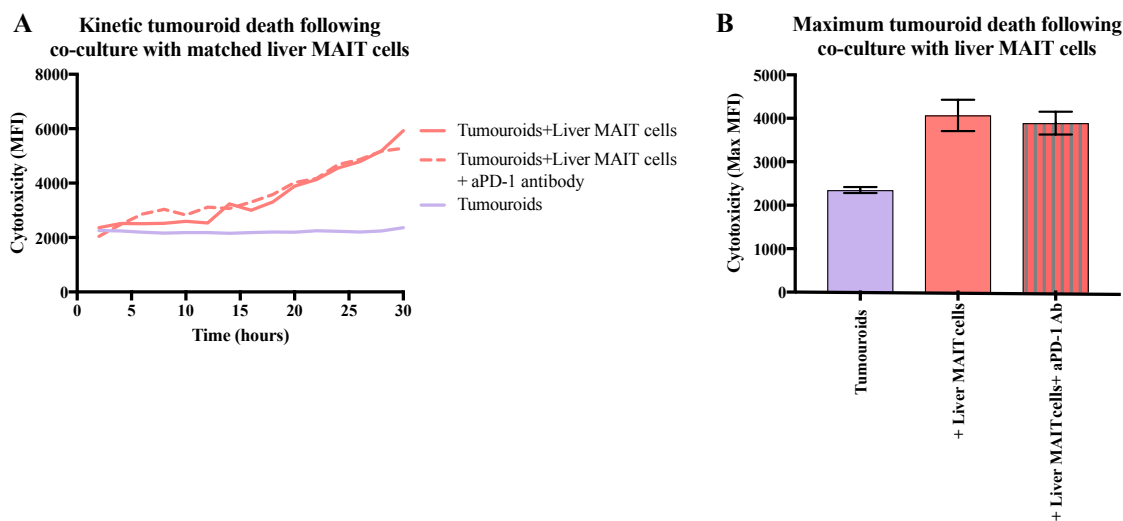 A
Kinetic tumouroid death following
co-culture with matched liver MAIT cells
8000
6000
4000
2000
0
Cytotoxicity (MFI)
0 5 10 15 20 25 30
Time (hours)
Tumouroids+Liver MAIT cells
Tumouroids+Liver MAIT cells
+ aPD-1 antibody
Tumouroids
B
Maximum tumouroid death following
co-culture with liver MAIT cells
5000
4000
3000
2000
1000
0
Cytotoxicity (Max MFI)
Tumouroids
+ Liver MAIT cells
+ Liver MAIT cells+ aPD-1 Ab